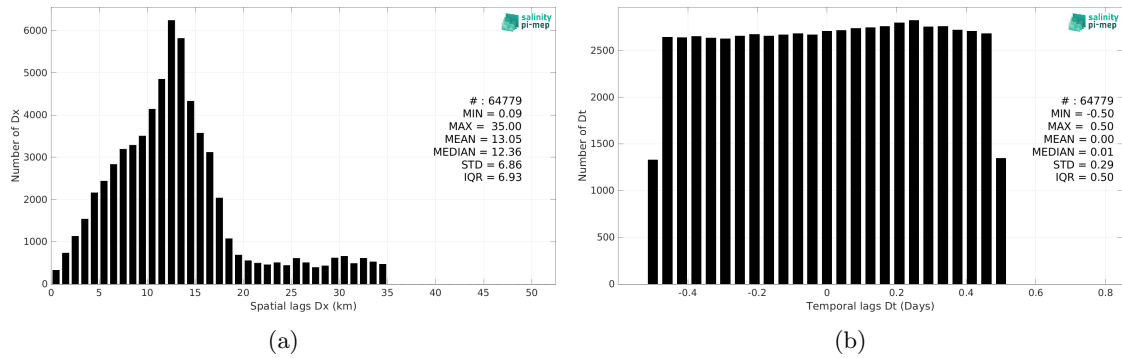 6000
5000
4000
3000
2000
1000
0
Number of Dx
salinity
pi-mep
# : 64779
MIN = 0.09
MAX = 35.00
MEAN = 13.05
MEDIAN = 12.36
STD = 6.86
IQR = 6.93
0 5 10 15 20 25 30 35 40 45 50
Spatial lags Dx (km)
(a)
2500
2000
1500
1000
500
0
Number of Dt
salinity
pi-mep
# : 64779
MIN = -0.50
MAX = 0.50
MEAN = 0.00
MEDIAN = 0.01
STD = 0.29
IQR = 0.50
-0.4 -0.2 0 0.2 0.4 0.6 0.8
Temporal lags Dt (Days)
(b)